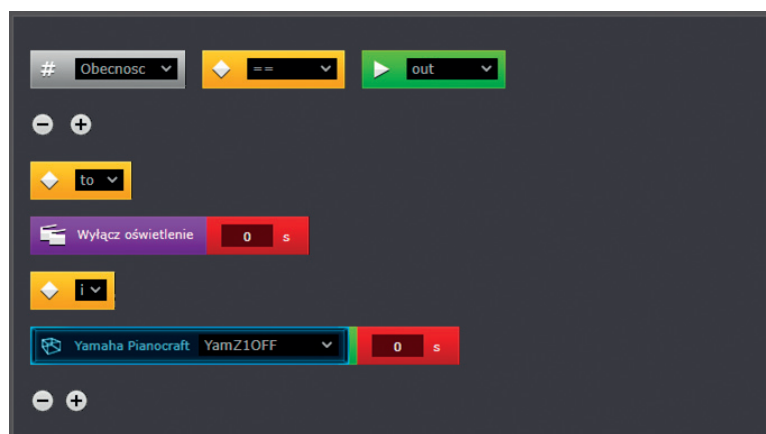 # Obecnosc == out
to
Wyłącz oświetlenie 0 s
i
Yamaha Pianocraft YamZ1OFF 0 s